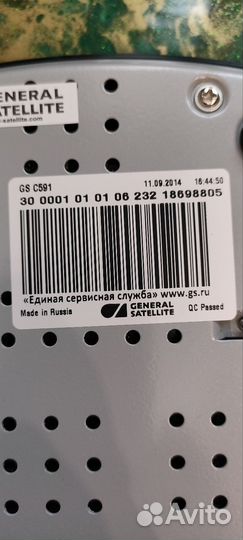 GENERAL
SATELLITE
-satellite.com
GS C591 11.09.2014 16:44:50
30 0001 01 01 06 232 18698805
«Единая сервисная служба» www.gs.ru
Made in Russia GENERAL SATELLITE QC Passed
Avito